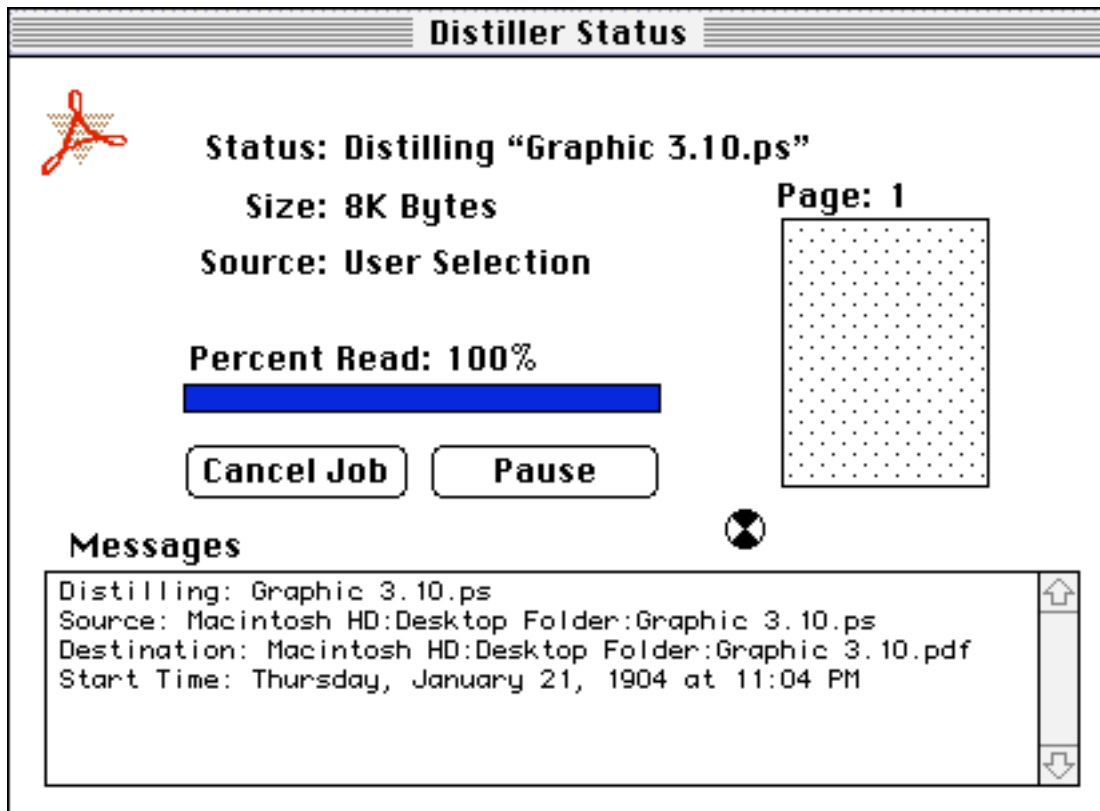 Distiller Status
Status: Distilling “Graphic 3.10.ps”
Size: 8K Bytes
Page: 1
Source: User Selection
Percent Read: 100%
Cancel Job
Pause
Messages
Distilling: Graphic 3.10.ps
Source: Macintosh HD:Desktop Folder:Graphic 3.10.ps
Destination: Macintosh HD:Desktop Folder:Graphic 3.10.pdf
Start Time: Thursday, January 21, 1904 at 11:04 PM